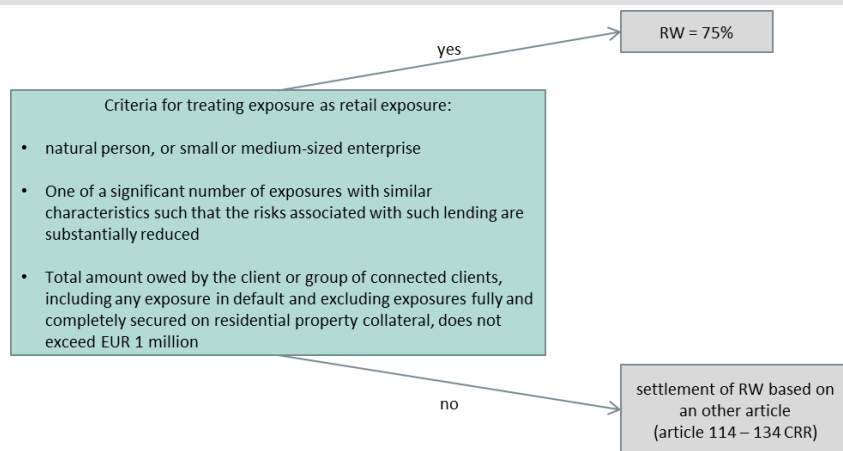 RW = 75%
yes
Criteria for treating exposure as retail exposure:
• natural person, or small or medium-sized enterprise
• One of a significant number of exposures with similar
characteristics such that the risks associated with such lending are
substantially reduced
• Total amount owed by the client or group of connected clients,
including any exposure in default and excluding exposures fully and
completely secured on residential property collateral, does not
exceed EUR 1 million
no
settlement of RW based on
an other article
(article 114 – 134 CRR)